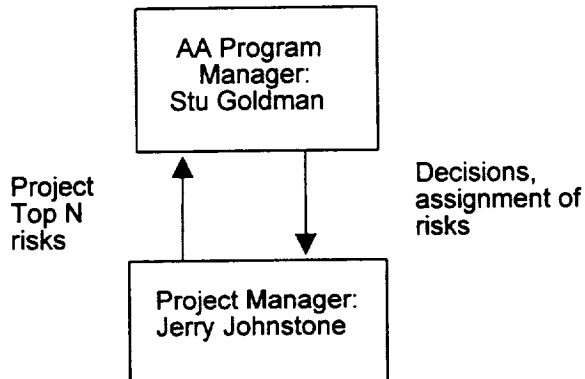 AA Program
Manager:
Stu Goldman
Project
Top N
risks
Decisions,
assignment of
risks
Project Manager:
Jerry Johnstone